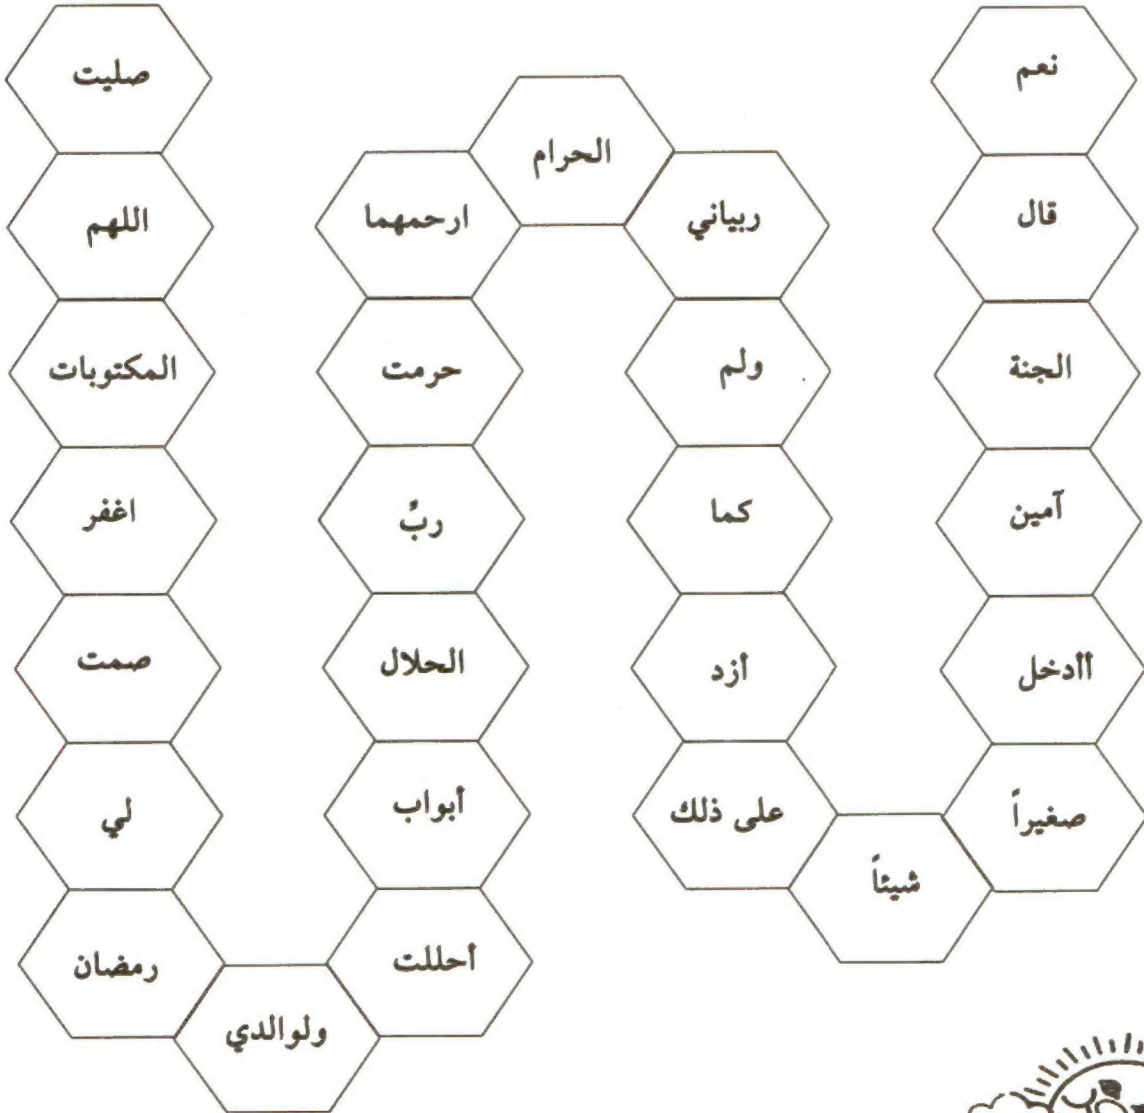 صليت
اللهم
المكتوبات
اغفر
صمت
لي
رمضان
ولوالدي
أحللت
أبواب
الحلال
ربّ
حرمت
ارحمهما
الحرام
ربياني
ولم
كما
أزد
على ذلك
شيئاً
صغيراً
أأدخل
آمين
الجنة
قال
نعم